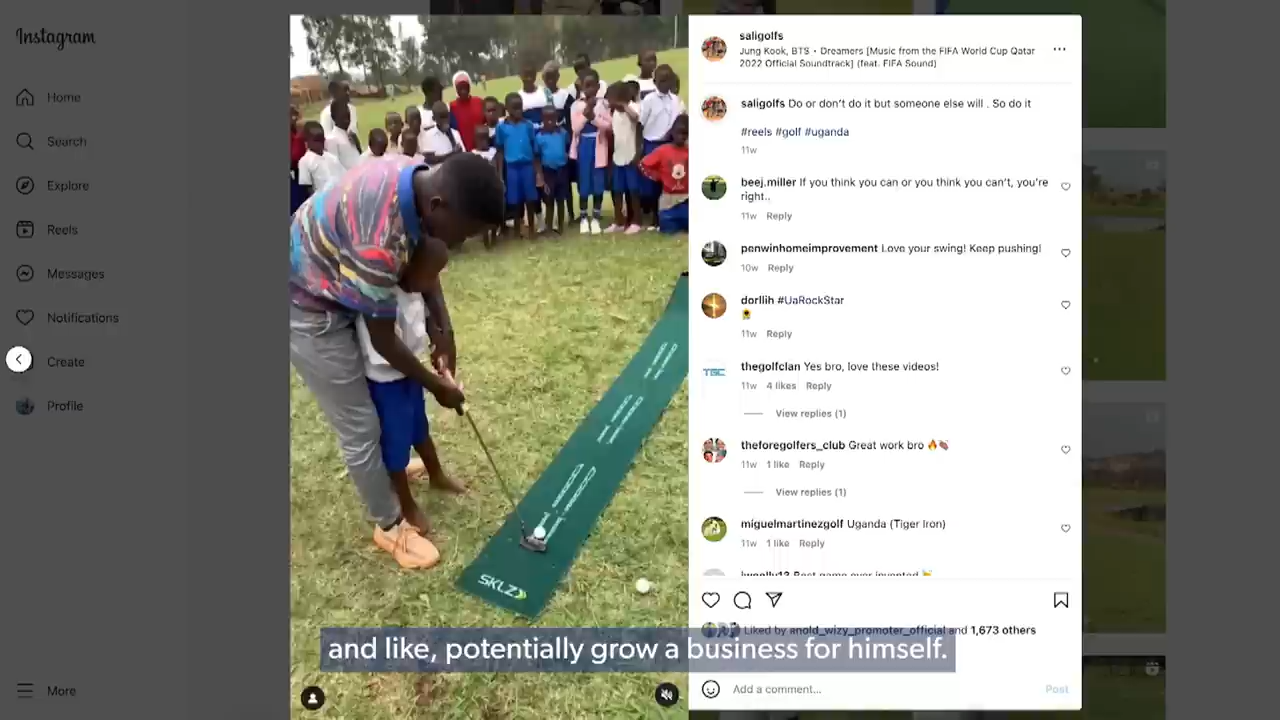 Instagram
Home
Search
Explore
Reels
Messages
Notifications
Create
Profile
More
SKLZ
saligolfs
Jung Kook, BTS • Dreamers [Music from the FIFA World Cup Qatar
2022 Official Soundtrack] (feat. FIFA Sound)
saligolfs Do or don't do it but someone else will . So do it
#reels #golf #uganda
11w
beej.miller If you think you can or you think you can't, you're
right..
11w Reply
penwinhomeimprovement Love your swing! Keep pushing!
10w Reply
dorllih #UaRockStar
11w Reply
thegolfclan Yes bro, love these videos!
11w 4 likes Reply
View replies (1)
theforegolfers_club Great work bro 🔥👏🏾
11w 1 like Reply
View replies (1)
miguelmartinezgolf Uganda (Tiger Iron)
11w 1 like Reply
Best game ever invented
Liked by anold_wizy_promoter_official and 1,673 others
and like, potentially grow a business for himself.
Add a comment...
Post